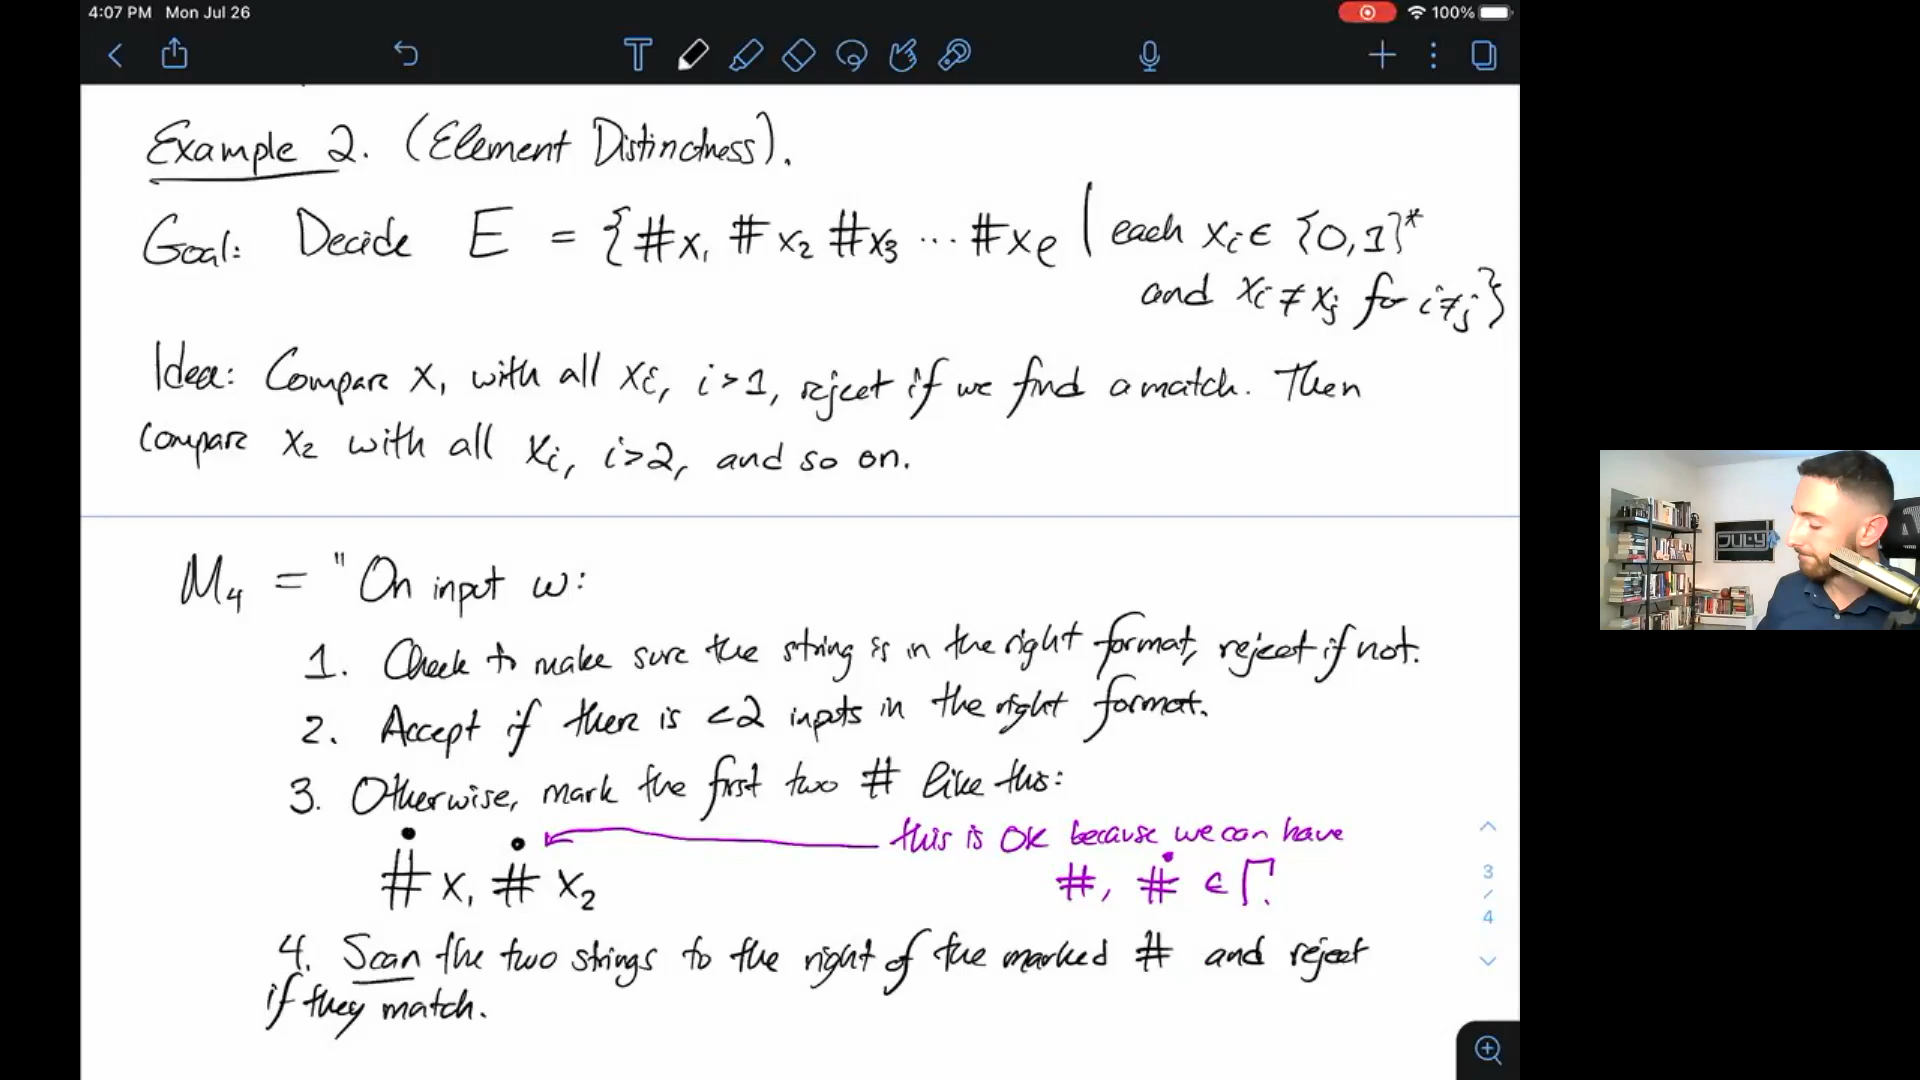 4:07 PM Mon Jul 26
100%
Example 2. (Element Distinctness).
Goal: Decide E = {#x₁ #x₂ #x₃ ... #xₗ | each xᵢ ∈ {0,1}*
and xᵢ ≠ xⱼ for i≠j}
Idea: Compare x₁ with all xᵢ, i>1, reject if we find a match. Then
compare x₂ with all xᵢ, i>2, and so on.
M₄ = "On input w:
1. Check to make sure the string is in the right format, reject if not.
2. Accept if there is <2 inputs in the right format.
3. Otherwise, mark the first two # like this:
this is OK because we can have
#̇ x₁ #̇ x₂
#, #̇ ∈ Γ.
4. Scan the two strings to the right of the marked # and reject
if they match.
3
/
4
JULY